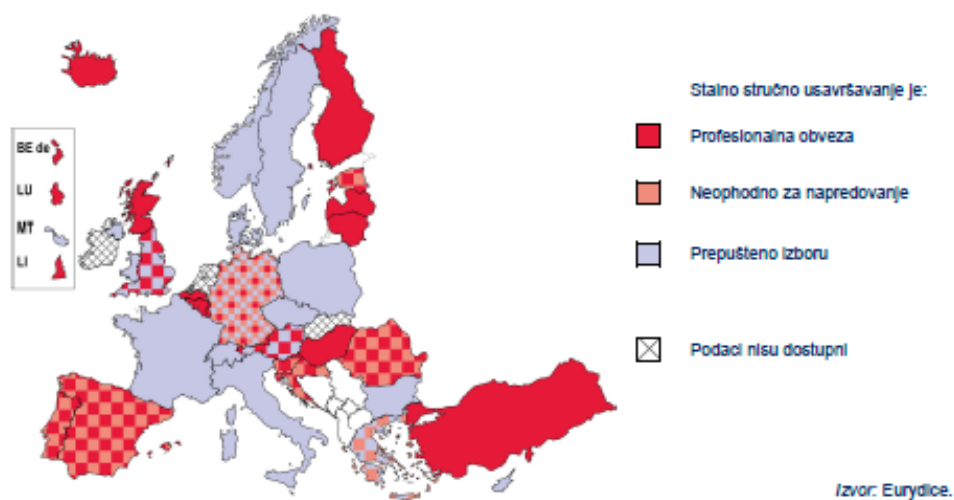 BE de
LU
MT
LI
Stalno stručno usavršavanje je:
Profesionalna obveza
Neophodno za napredovanje
Prepušteno izboru
Podaci nisu dostupni
Izvor: Eurydice.